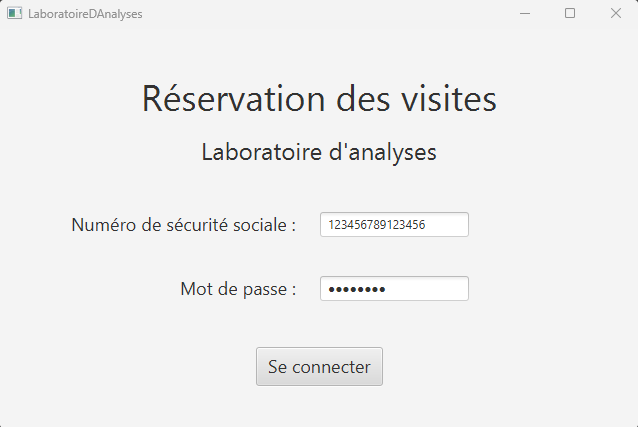 LaboratoireDAnalyses
Réservation des visites
Laboratoire d'analyses
Numéro de sécurité sociale : 123456789123456
Mot de passe : ••••••••
Se connecter